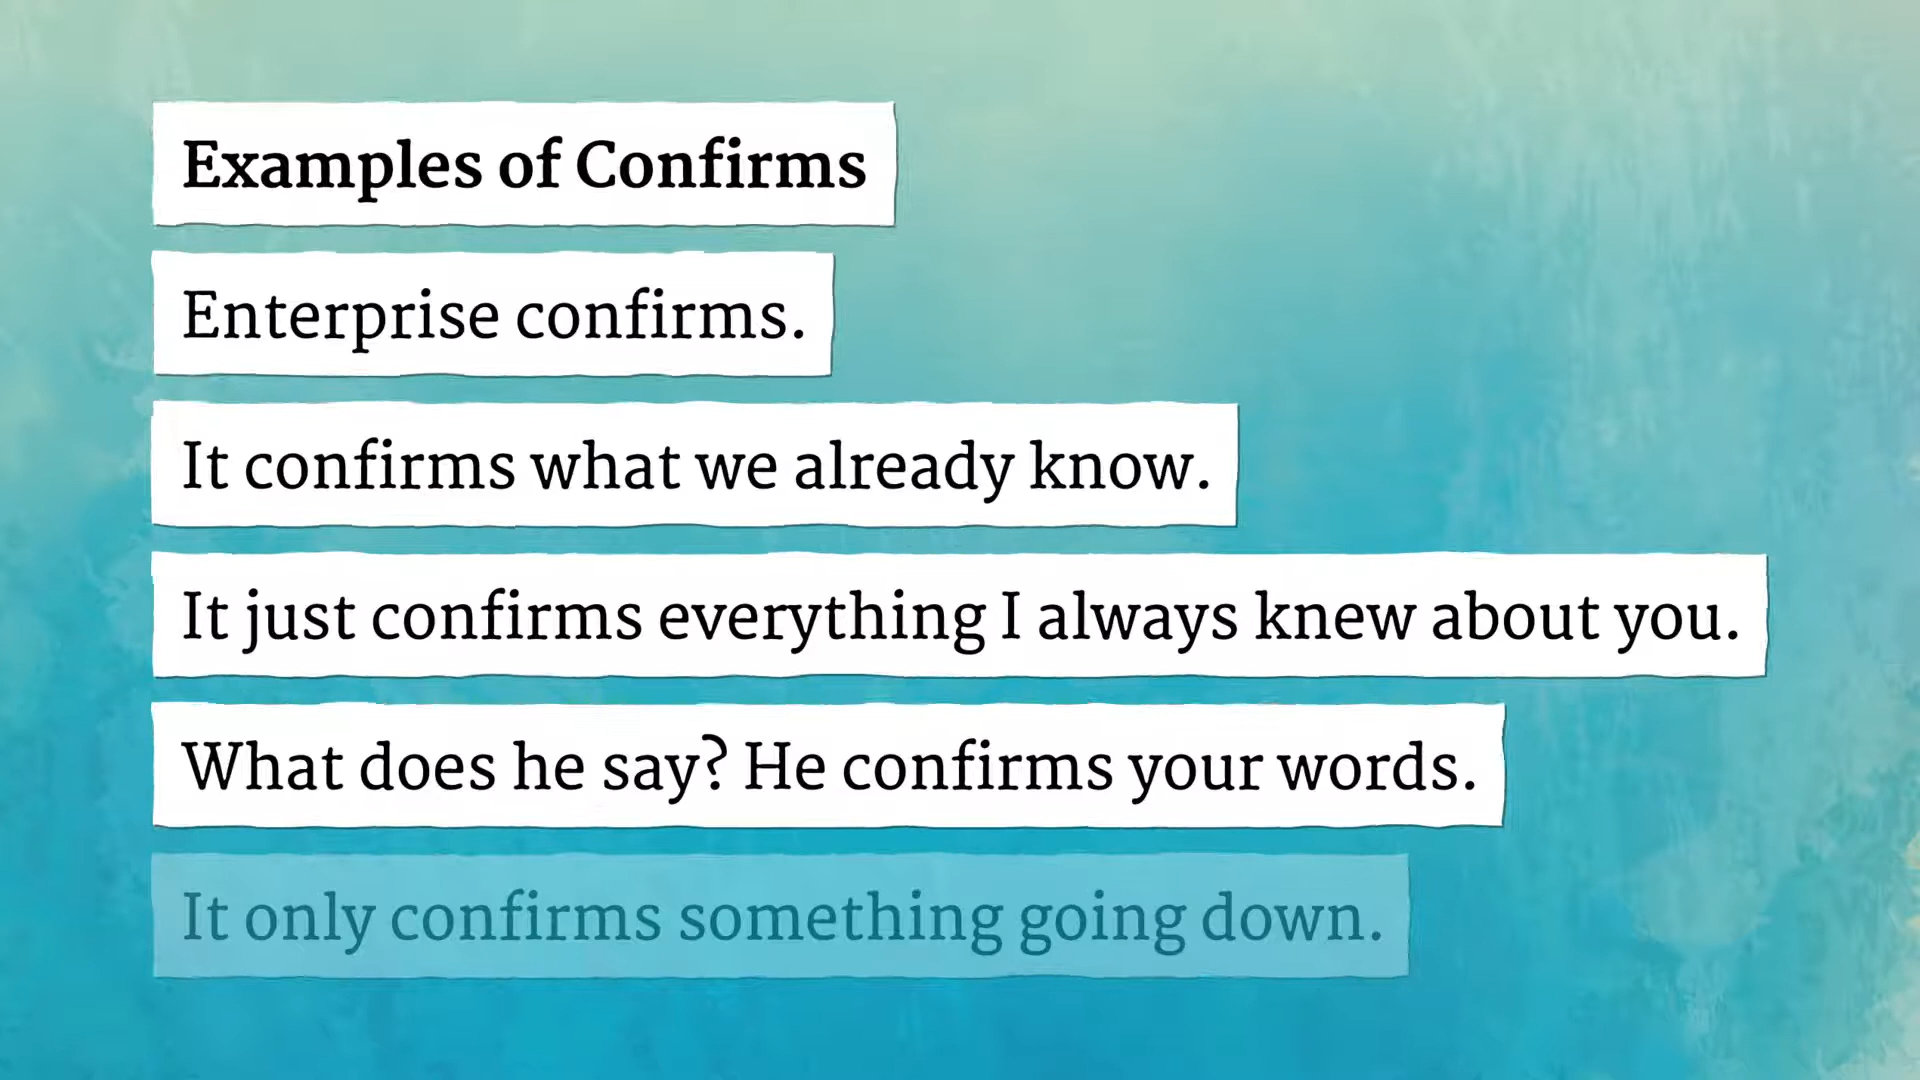 Examples of Confirms
Enterprise confirms.
It confirms what we already know.
It just confirms everything I always knew about you.
What does he say? He confirms your words.
It only confirms something going down.